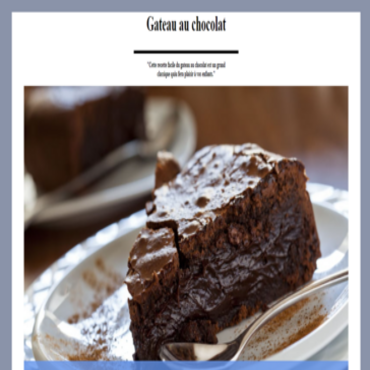 Gateau au chocolat
"Cette recette facile du gateau au chocolat est un grand
classique qui à fera plaisir à vos enfants."